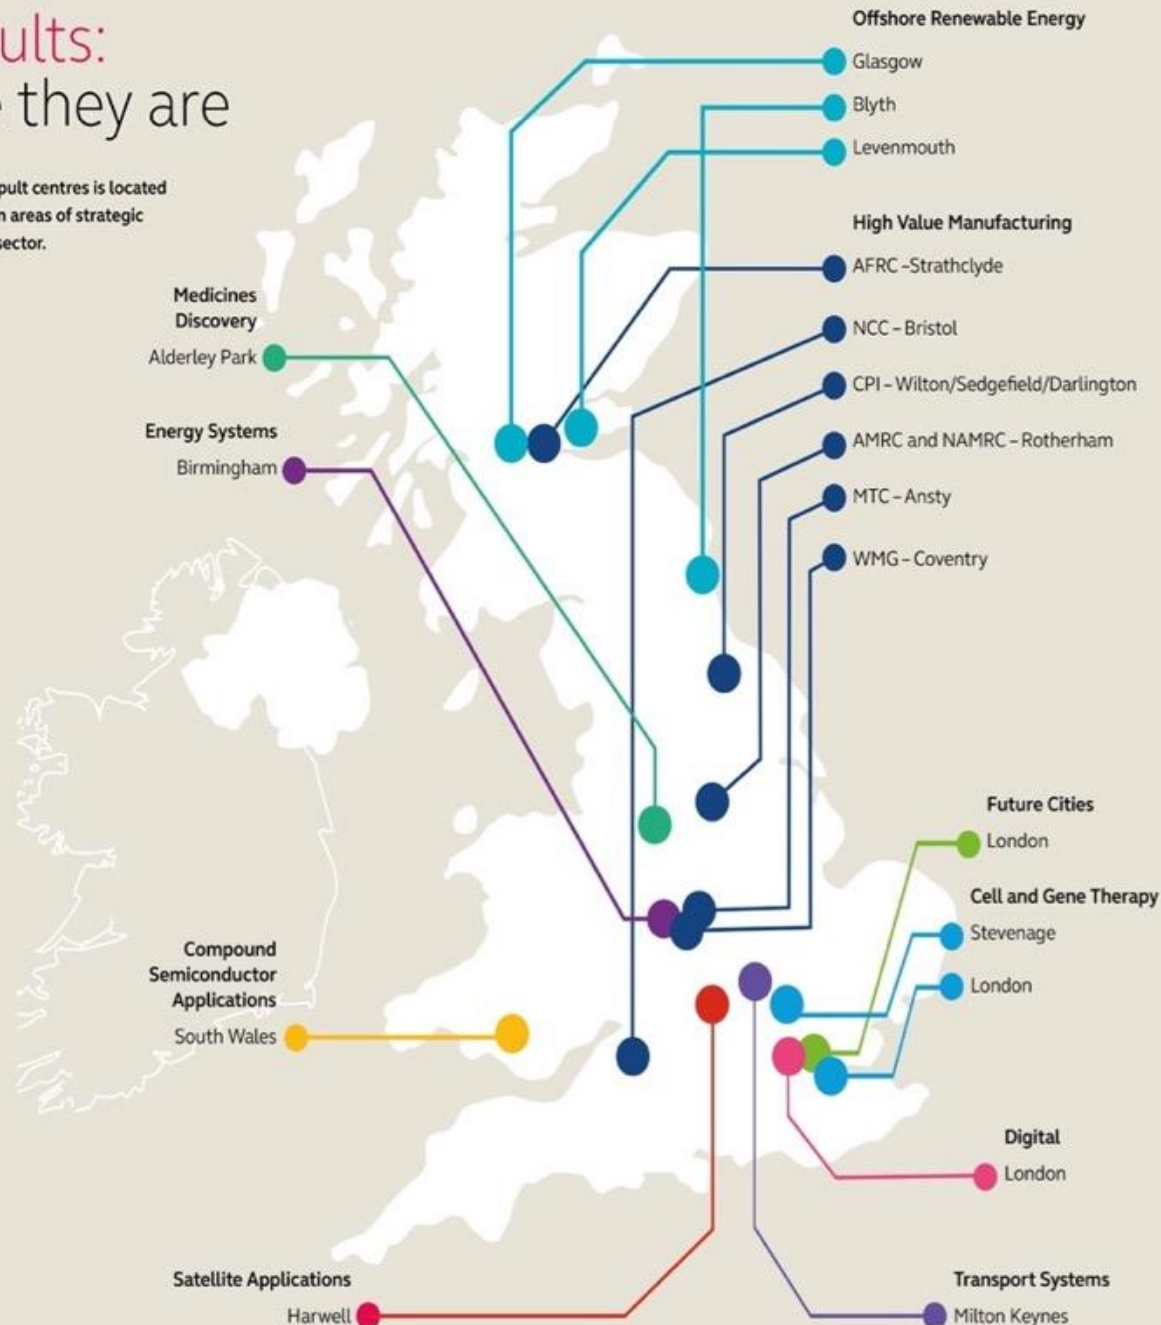 ults:
they are
pult centres is located
areas of strategic
sector.
Offshore Renewable Energy
Glasgow
Blyth
Levenmouth
High Value Manufacturing
AFRC –Strathclyde
NCC – Bristol
CPI – Wilton/Sedgefield/Darlington
AMRC and NAMRC – Rotherham
MTC – Ansty
WMG – Coventry
Medicines
Discovery
Alderley Park
Energy Systems
Birmingham
Compound
Semiconductor
Applications
South Wales
Future Cities
London
Cell and Gene Therapy
Stevenage
London
Digital
London
Satellite Applications
Harwell
Transport Systems
Milton Keynes